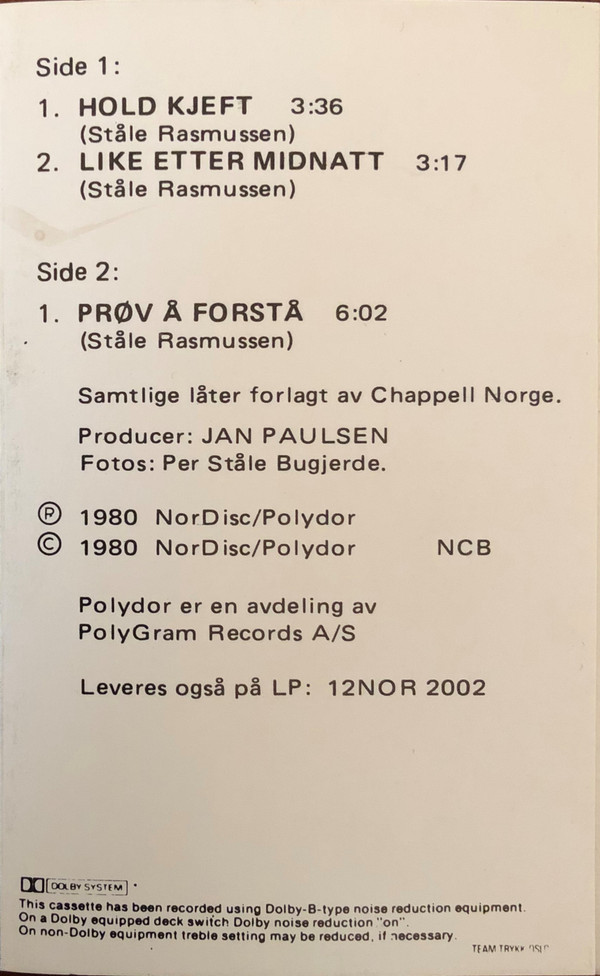 Side 1:
1. HOLD KJEFT 3:36
(Ståle Rasmussen)
2. LIKE ETTER MIDNATT 3:17
(Ståle Rasmussen)
Side 2:
1. PRØV Å FORSTÅ 6:02
(Ståle Rasmussen)
Samtlige låter forlagt av Chappell Norge.
Producer: JAN PAULSEN
Fotos: Per Ståle Bugjerde.
Ⓟ 1980 NorDisc/Polydor
© 1980 NorDisc/Polydor NCB
Polydor er en avdeling av
PolyGram Records A/S
Leveres også på LP: 12NOR 2002
DOLBY SYSTEM
This cassette has been recorded using Dolby-B-type noise reduction equipment.
On a Dolby equipped deck switch Dolby noise reduction "on".
On non-Dolby equipment treble setting may be reduced, if necessary.
TEAM TRYKK OSLO